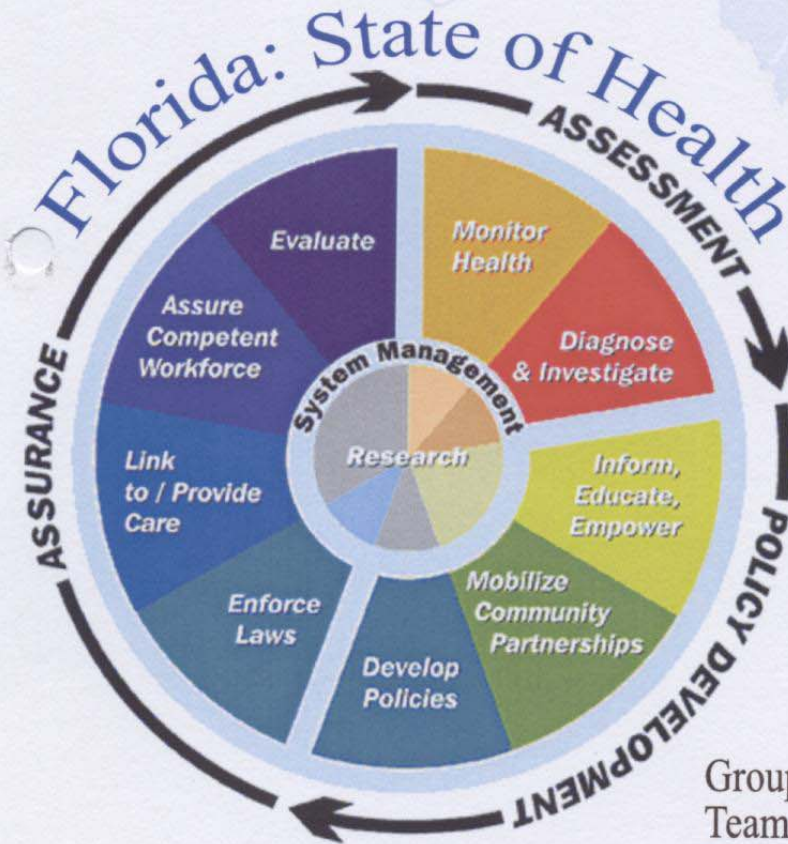 Florida: State of Health
ASSESSMENT
POLICY DEVELOPMENT
ASSURANCE
Evaluate
Monitor
Health
Assure
Competent
Workforce
Diagnose
& Investigate
System Management
Research
Link
to / Provide
Care
Inform,
Educate,
Empower
Enforce
Laws
Develop
Policies
Mobilize
Community
Partnerships
Group
Team